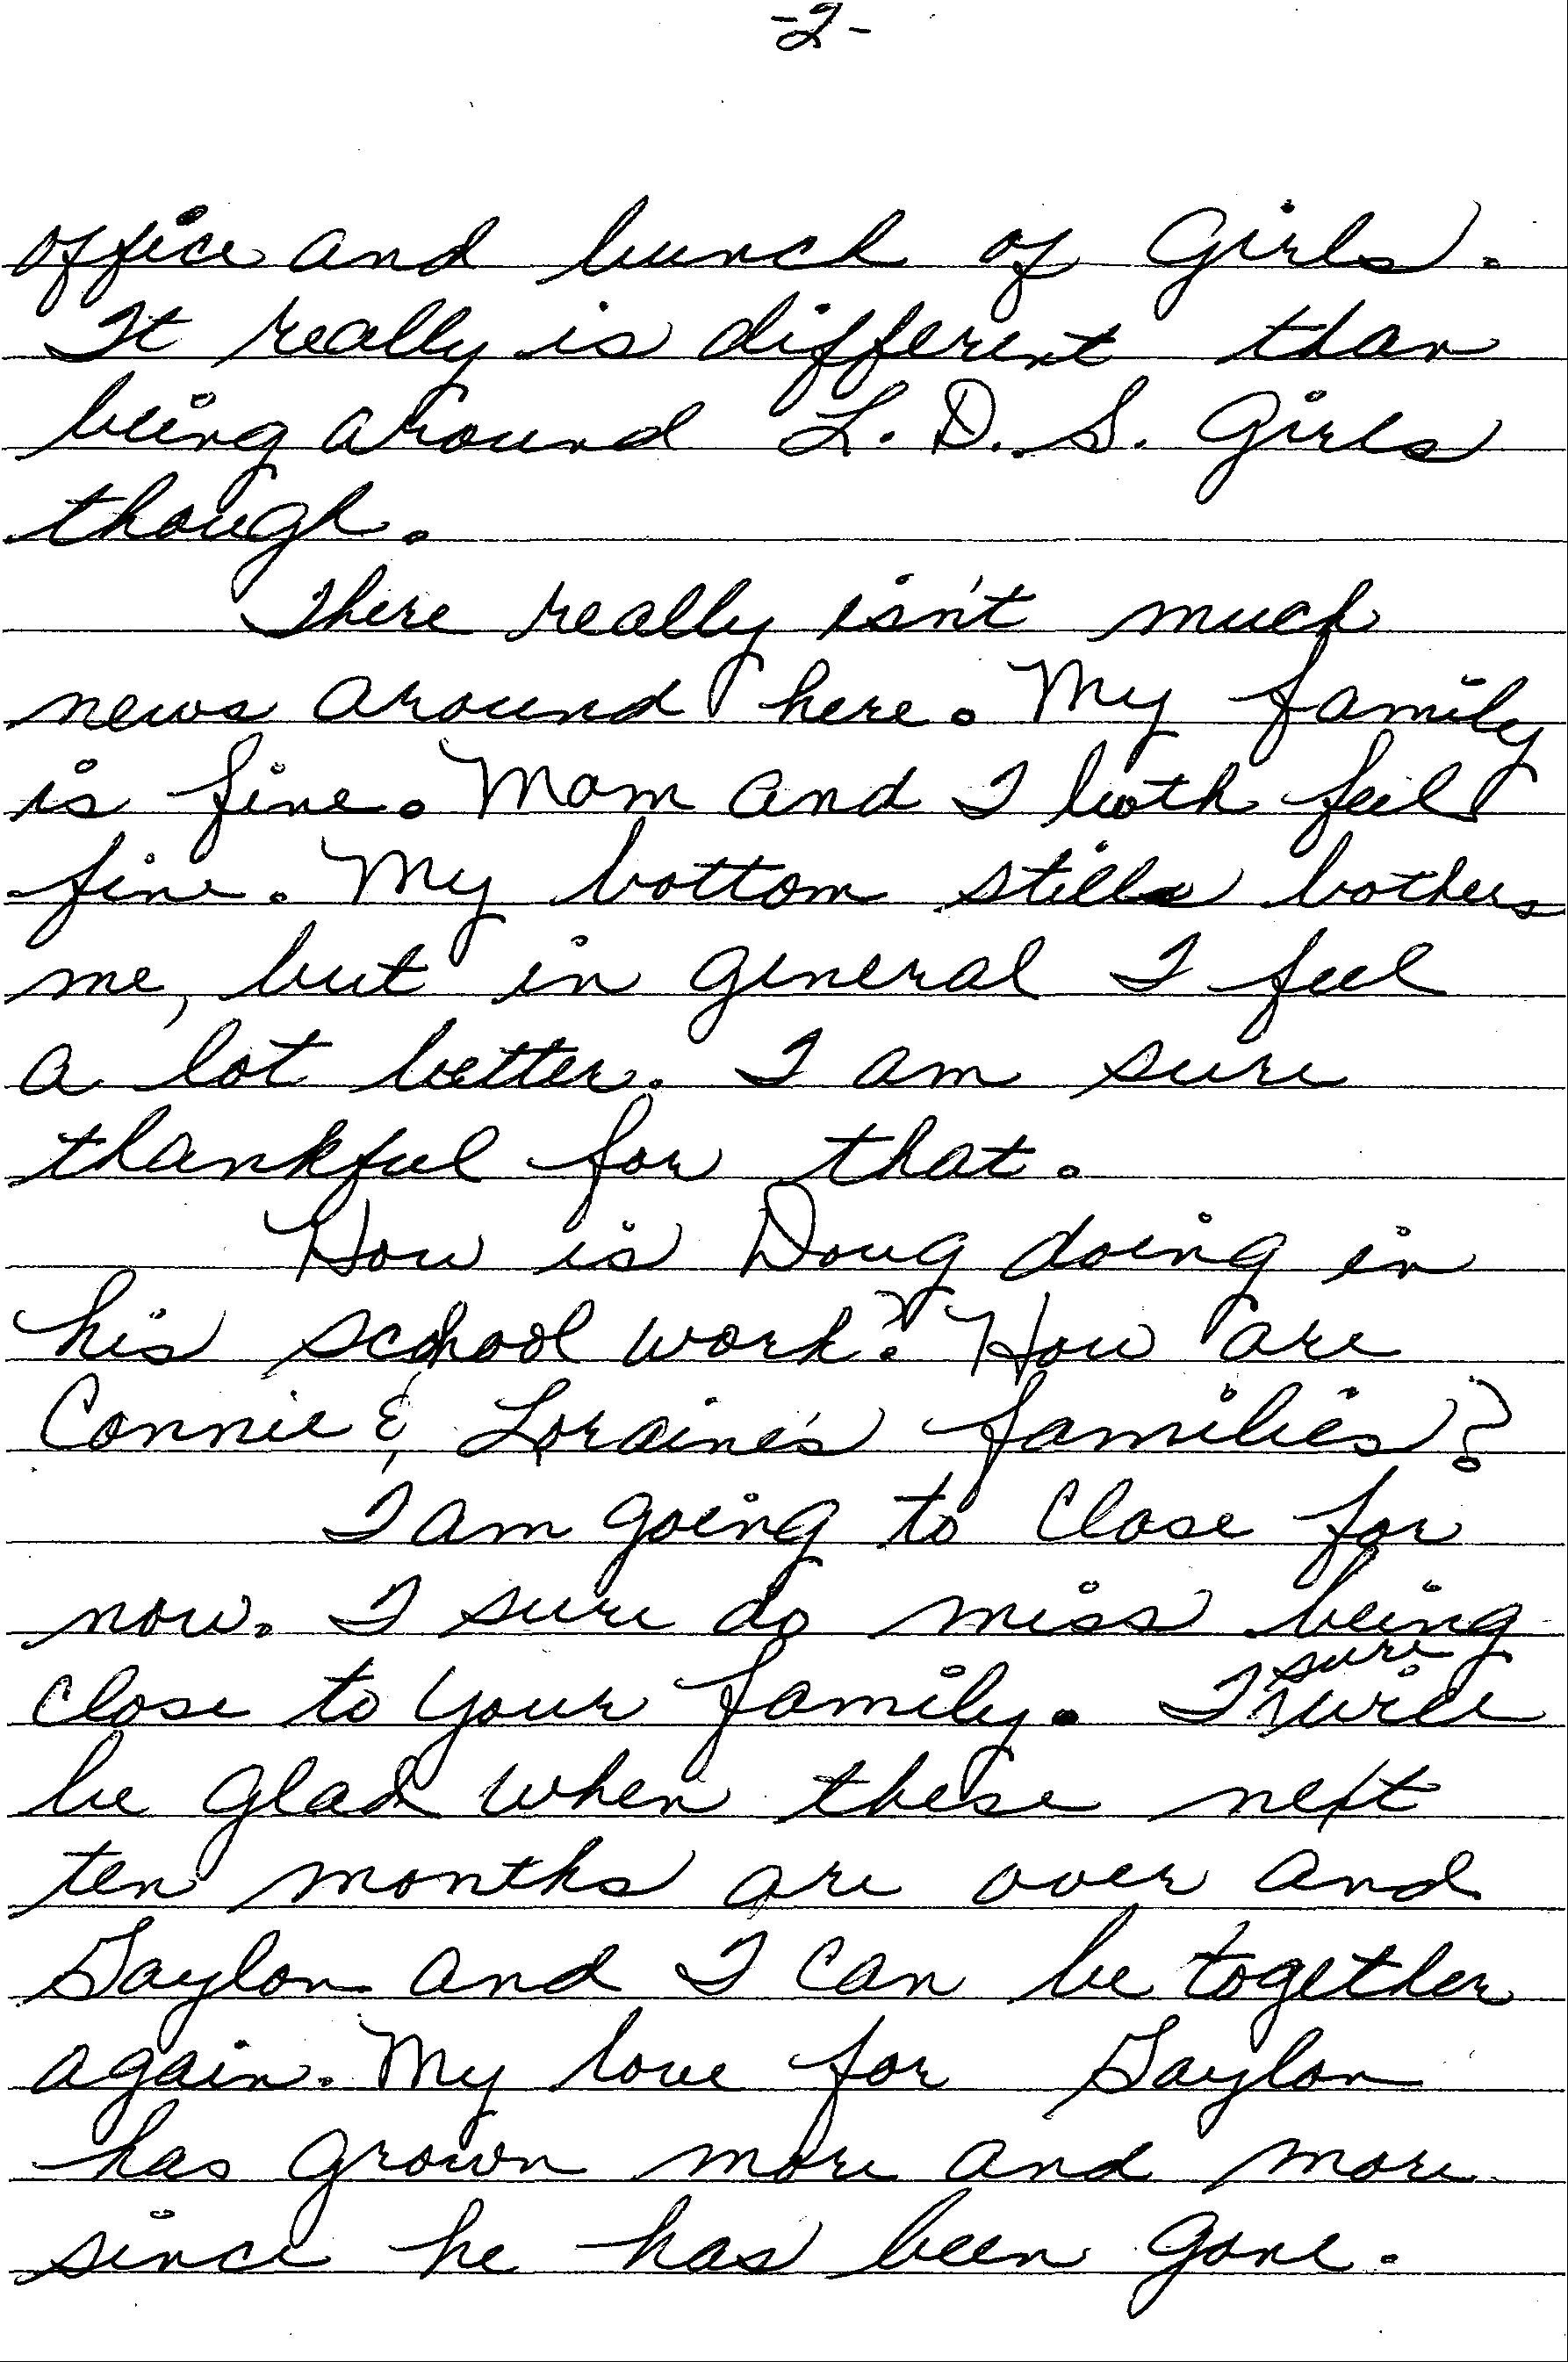 -2-
office and bunch of girls.
It really is different than
being around L.D.S. Girls
though.
There really isn't much
news around here. My family
is fine. Mom and I both feel
fine. My bottom still bothers
me, but in general I feel
a lot better. I am sure
thankful for that.
How is Doug doing in
his school work? How are
Connie & Loraine's families?
I am going to close for
now. I sure do miss being
close to your family. I sure will
be glad when these next
ten months are over and
Gaylon and I can be together
again. My love for Gaylon
has grown more and more
since he has been gone.